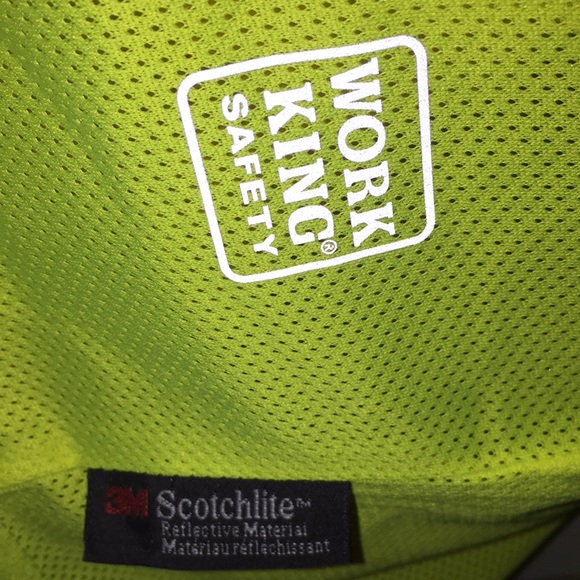 WORK
KING®
SAFETY
3M Scotchlite™
Reflective Material
Matériau réfléchissant